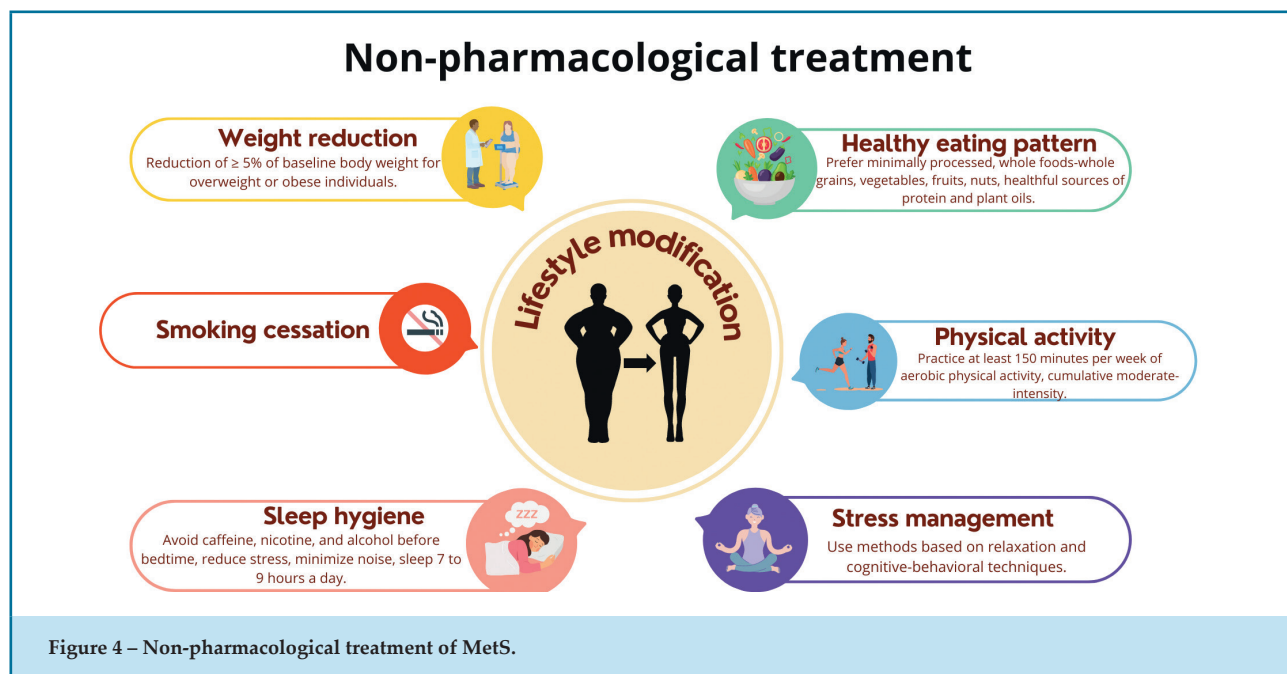 Non-pharmacological treatment
Weight reduction
Reduction of ≥ 5% of baseline body weight for
overweight or obese individuals.
Healthy eating pattern
Prefer minimally processed, whole foods-whole
grains, vegetables, fruits, nuts, healthful sources of
protein and plant oils.
Lifestyle modification
Smoking cessation
Physical activity
Practice at least 150 minutes per week of
aerobic physical activity, cumulative moderate-
intensity.
Sleep hygiene
Avoid caffeine, nicotine, and alcohol before
bedtime, reduce stress, minimize noise, sleep 7 to
9 hours a day.
ZZZ
Stress management
Use methods based on relaxation and
cognitive-behavioral techniques.
Figure 4 – Non-pharmacological treatment of MetS.